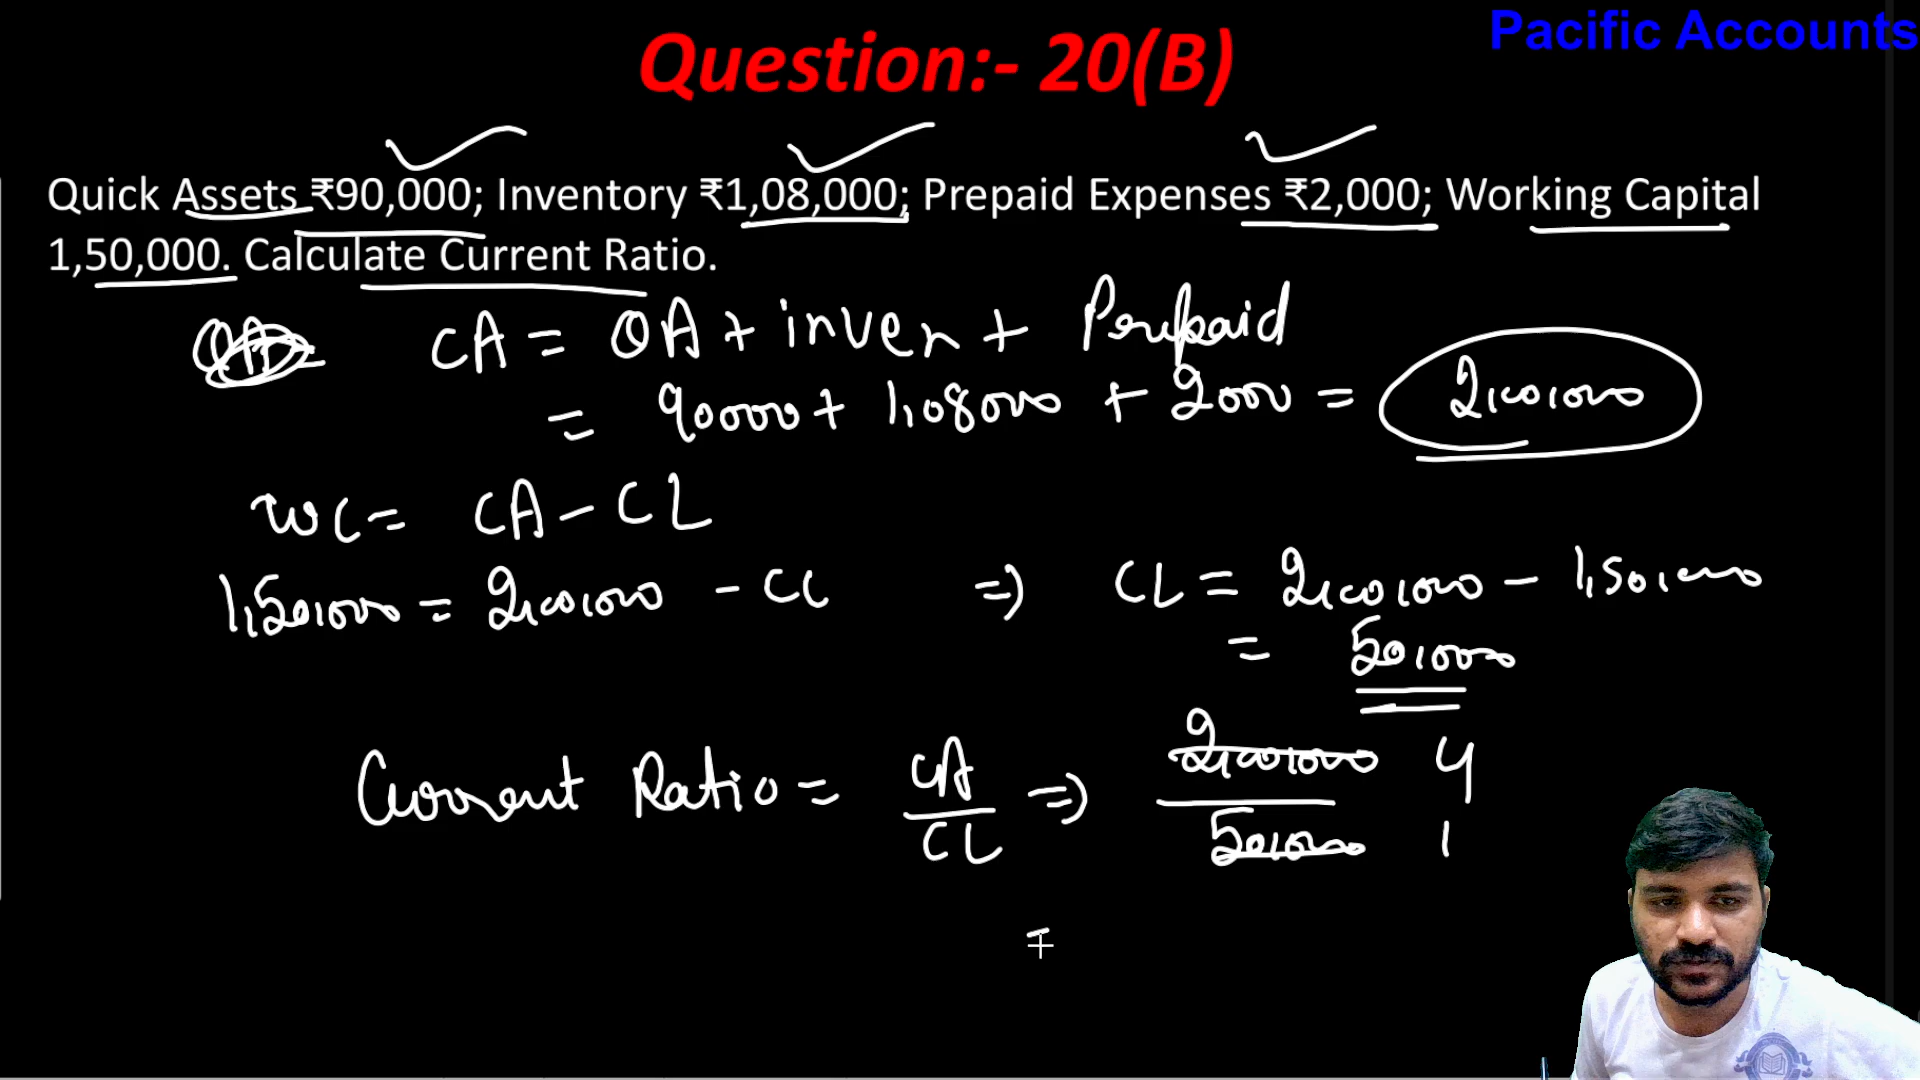 Pacific Accounts
Question:- 20(B)
Quick Assets ₹90,000; Inventory ₹1,08,000; Prepaid Expenses ₹2,000; Working Capital
1,50,000. Calculate Current Ratio.
CA = QA + inven + Prepaid
= 90000 + 1,08000 + 2000 = 2,00,000
WC = CA - CL
1,50,000 = 2,00,000 - CL => CL = 2,00,000 - 1,50,000
= 50,000
Current Ratio = CA/CL => 2,00,000/50,000 4/1
=